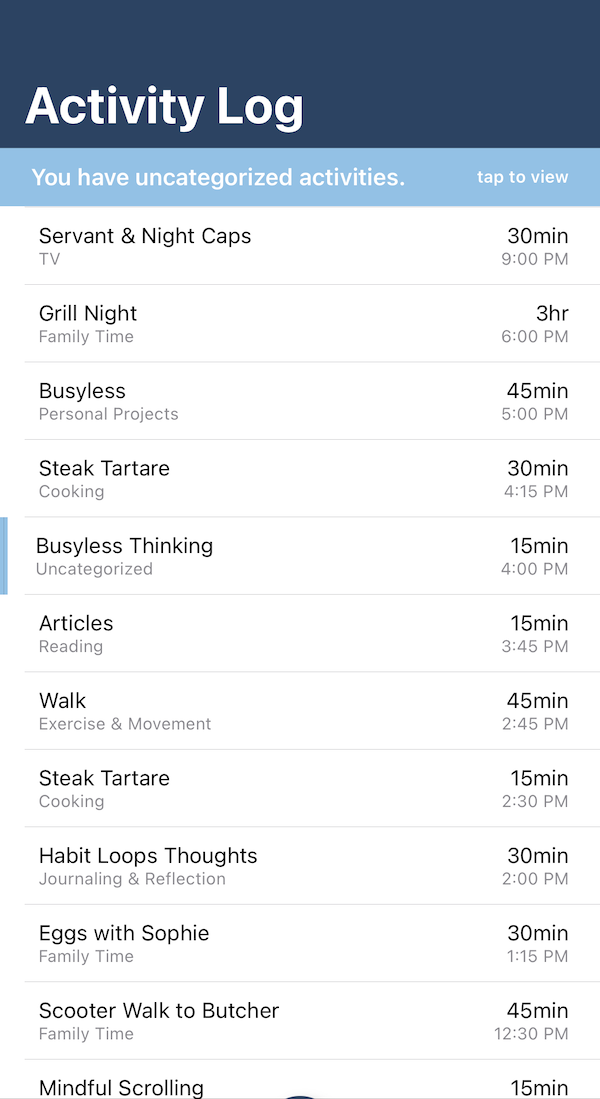 Activity Log
You have uncategorized activities. tap to view
Servant & Night Caps 30min
TV 9:00 PM
Grill Night 3hr
Family Time 6:00 PM
Busyless 45min
Personal Projects 5:00 PM
Steak Tartare 30min
Cooking 4:15 PM
Busyless Thinking 15min
Uncategorized 4:00 PM
Articles 15min
Reading 3:45 PM
Walk 45min
Exercise & Movement 2:45 PM
Steak Tartare 15min
Cooking 2:30 PM
Habit Loops Thoughts 30min
Journaling & Reflection 2:00 PM
Eggs with Sophie 30min
Family Time 1:15 PM
Scooter Walk to Butcher 45min
Family Time 12:30 PM
Mindful Scrolling 15min